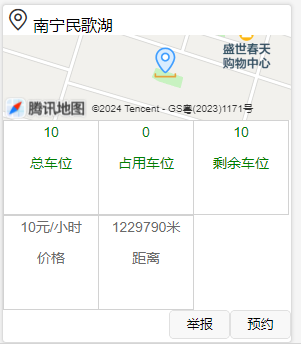 南宁民歌湖
盛世春天
购物中心
腾讯地图 ©2024 Tencent - GS粤(2023)1171号
10 0 10
总车位 占用车位 剩余车位
10元/小时 1229790米
价格 距离
举报 预约